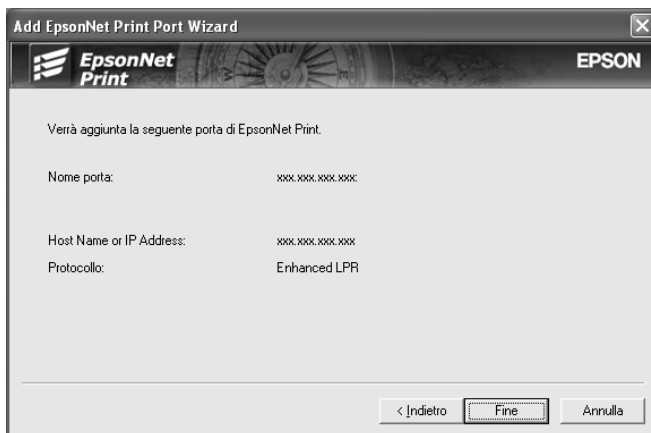 Add EpsonNet Print Port Wizard
EpsonNet
Print
EPSON
Verrà aggiunta la seguente porta di EpsonNet Print.
Nome porta: xxx.xxx.xxx.xxx:
Host Name or IP Address: xxx.xxx.xxx.xxx
Protocollo: Enhanced LPR
< Indietro Fine Annulla